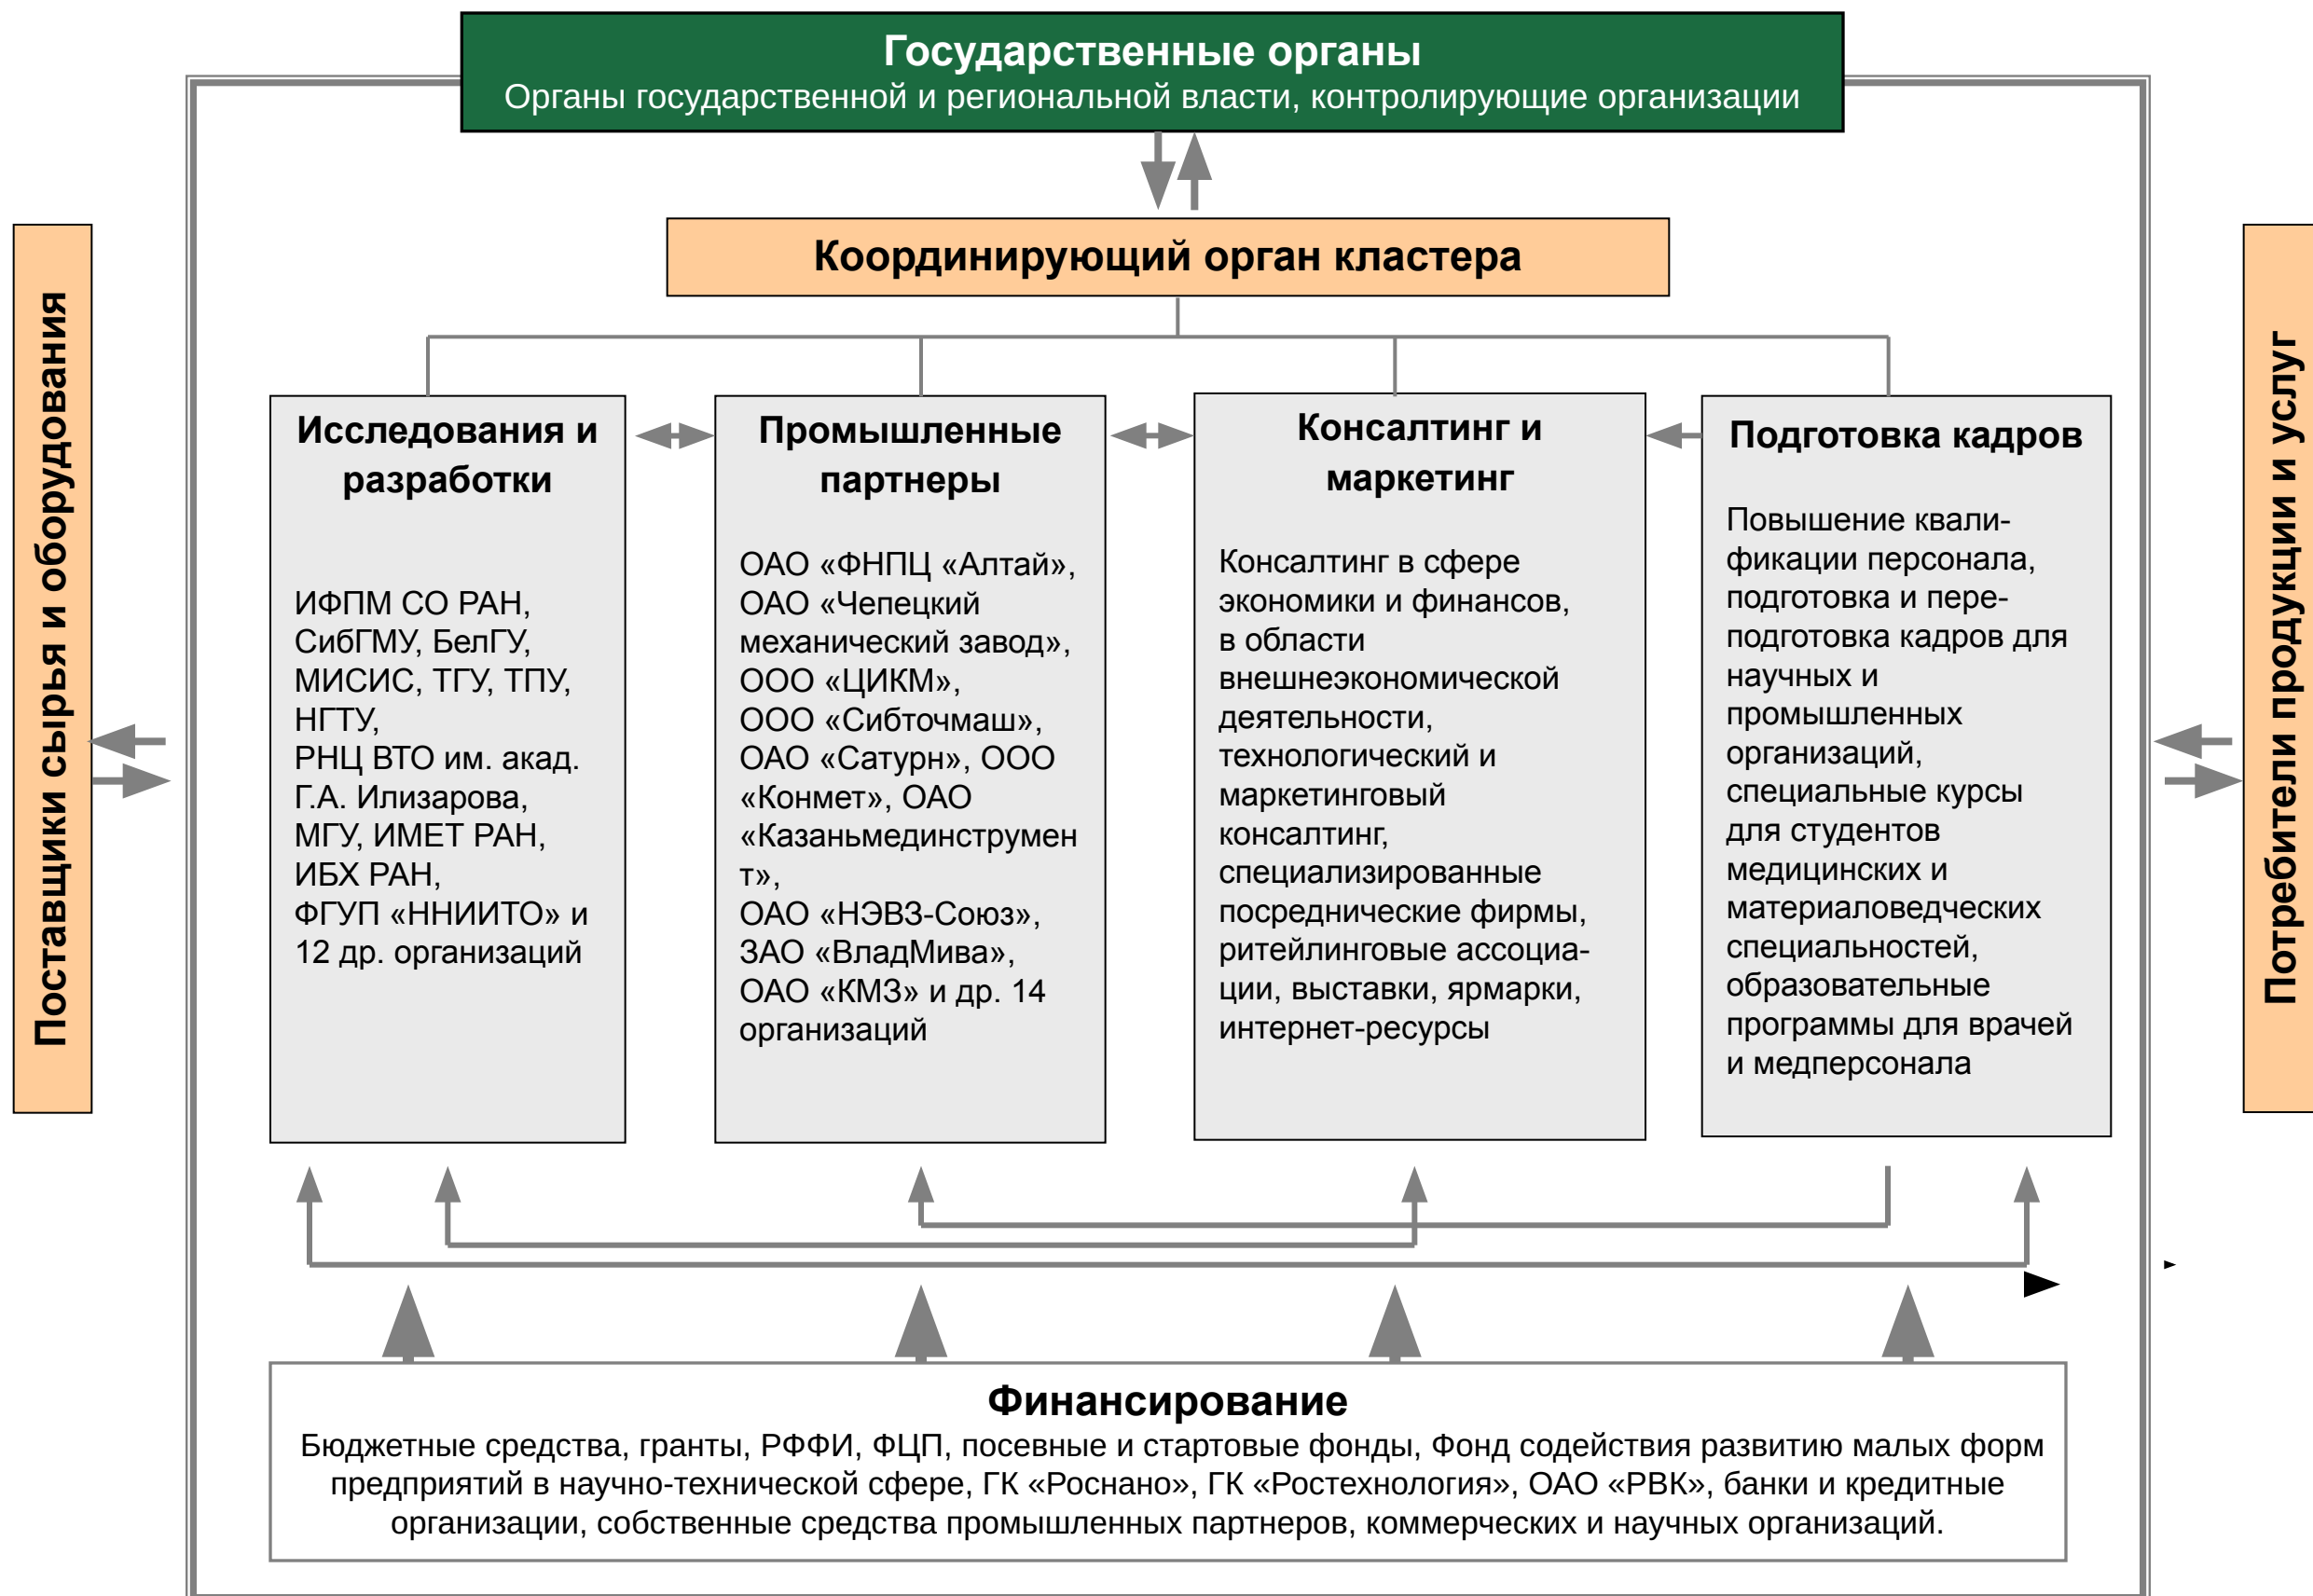 Государственные органы
Органы государственной и региональной власти, контролирующие организации
Координирующий орган кластера
Поставщики сырья и оборудования
Исследования и
разработки
ИФПМ СО РАН,
СибГМУ, БелГУ,
МИСИС, ТГУ, ТПУ,
НГТУ,
РНЦ ВТО им. акад.
Г.А. Илизарова,
МГУ, ИМЕТ РАН,
ИБХ РАН,
ФГУП «ННИИТО» и
12 др. организаций
Промышленные
партнеры
ОАО «ФНПЦ «Алтай»,
ОАО «Чепецкий
механический завод»,
ООО «ЦИКМ»,
ООО «Сибточмаш»,
ОАО «Сатурн», ООО
«Конмет», ОАО
«Казаньмединструмен
т»,
ОАО «НЭВЗ-Союз»,
ЗАО «ВладМива»,
ОАО «КМЗ» и др. 14
организаций
Консалтинг и
маркетинг
Консалтинг в сфере
экономики и финансов,
в области
внешнеэкономической
деятельности,
технологический и
маркетинговый
консалтинг,
специализированные
посреднические фирмы,
ритейлинговые ассоциа-
ции, выставки, ярмарки,
интернет-ресурсы
Подготовка кадров
Повышение квали-
фикации персонала,
подготовка и пере-
подготовка кадров для
научных и
промышленных
организаций,
специальные курсы
для студентов
медицинских и
материаловедческих
специальностей,
образовательные
программы для врачей
и медперсонала
Потребители продукции и услуг
Финансирование
Бюджетные средства, гранты, РФФИ, ФЦП, посевные и стартовые фонды, Фонд содействия развитию малых форм
предприятий в научно-технической сфере, ГК «Роснано», ГК «Ростехнология», ОАО «РВК», банки и кредитные
организации, собственные средства промышленных партнеров, коммерческих и научных организаций.